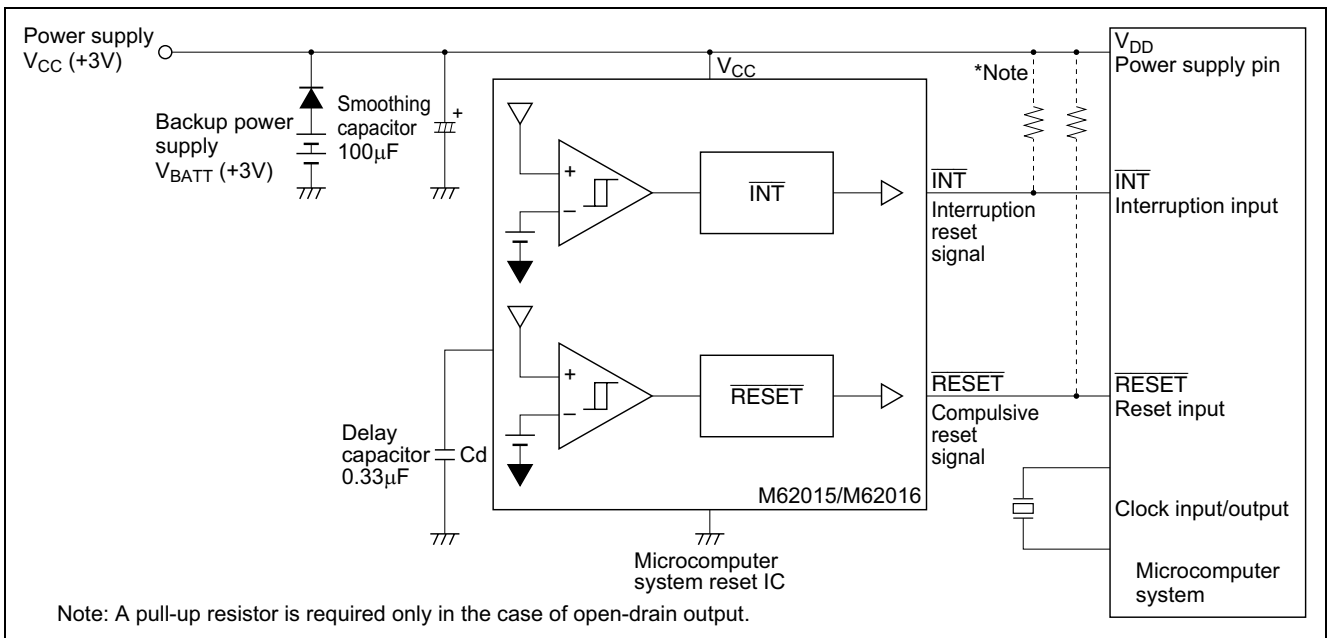 Power supply
VCC (+3V)
Backup power
supply
VBATT (+3V)
Smoothing
capacitor
100μF
+
VCC
*Note
VDD
Power supply pin
+
−
INT
INT
Interruption
reset
signal
INT
Interruption input
+
−
RESET
RESET
Compulsive
reset
signal
RESET
Reset input
Delay
capacitor
0.33μF
Cd
M62015/M62016
Clock input/output
Microcomputer
system reset IC
Microcomputer
system
Note: A pull-up resistor is required only in the case of open-drain output.